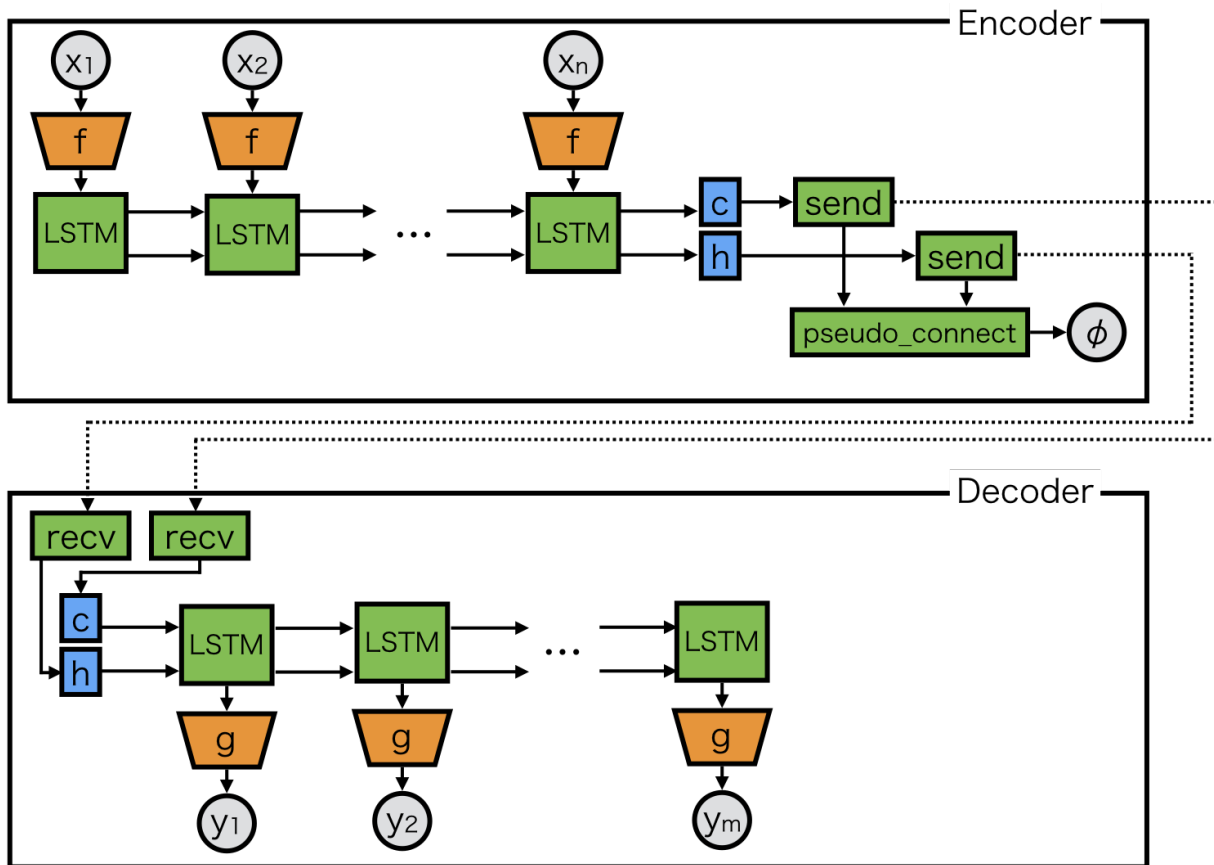 Encoder
x1
x2
xn
f
f
f
LSTM
LSTM
...
LSTM
c
send
h
send
pseudo_connect
ϕ
Decoder
recv
recv
c
h
LSTM
LSTM
...
LSTM
g
g
g
y1
y2
ym